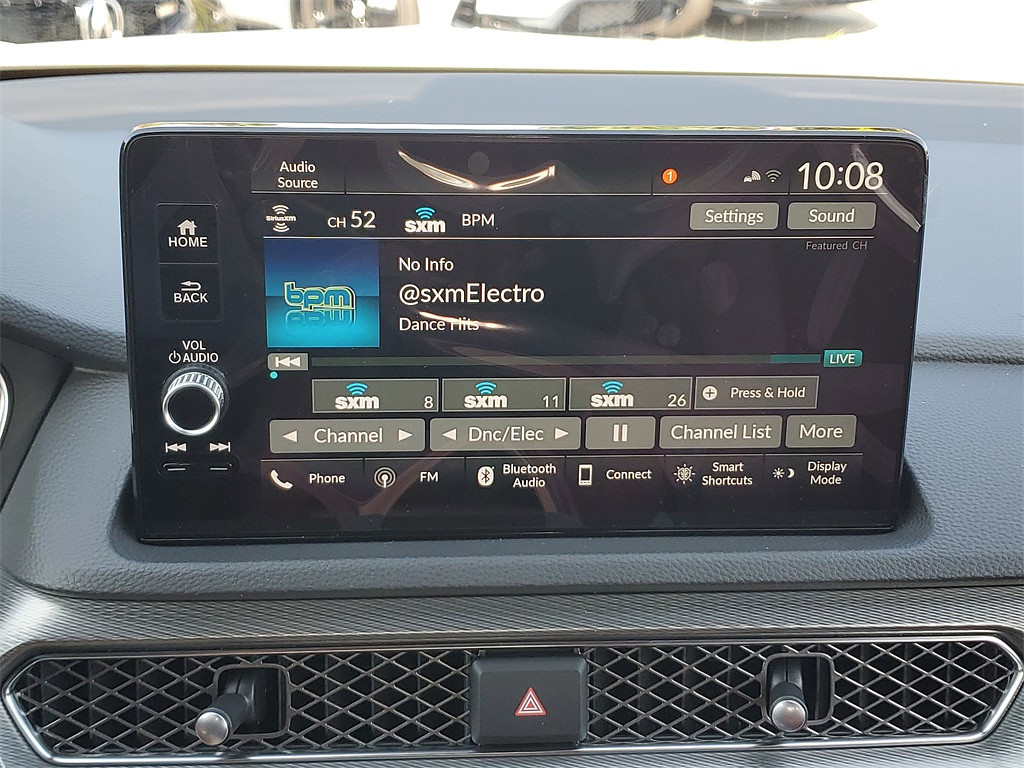 Audio
Source
1
10:08
HOME
BACK
VOL
AUDIO
SiriusXM
CH 52
sxm
BPM
Settings
Sound
Featured CH
bpm
No Info
@sxmElectro
Dance Hits
LIVE
sxm 8
sxm 11
sxm 26
Press & Hold
Channel
Dnc/Elec
Channel List
More
Phone
FM
Bluetooth
Audio
Connect
Smart
Shortcuts
Display
Mode